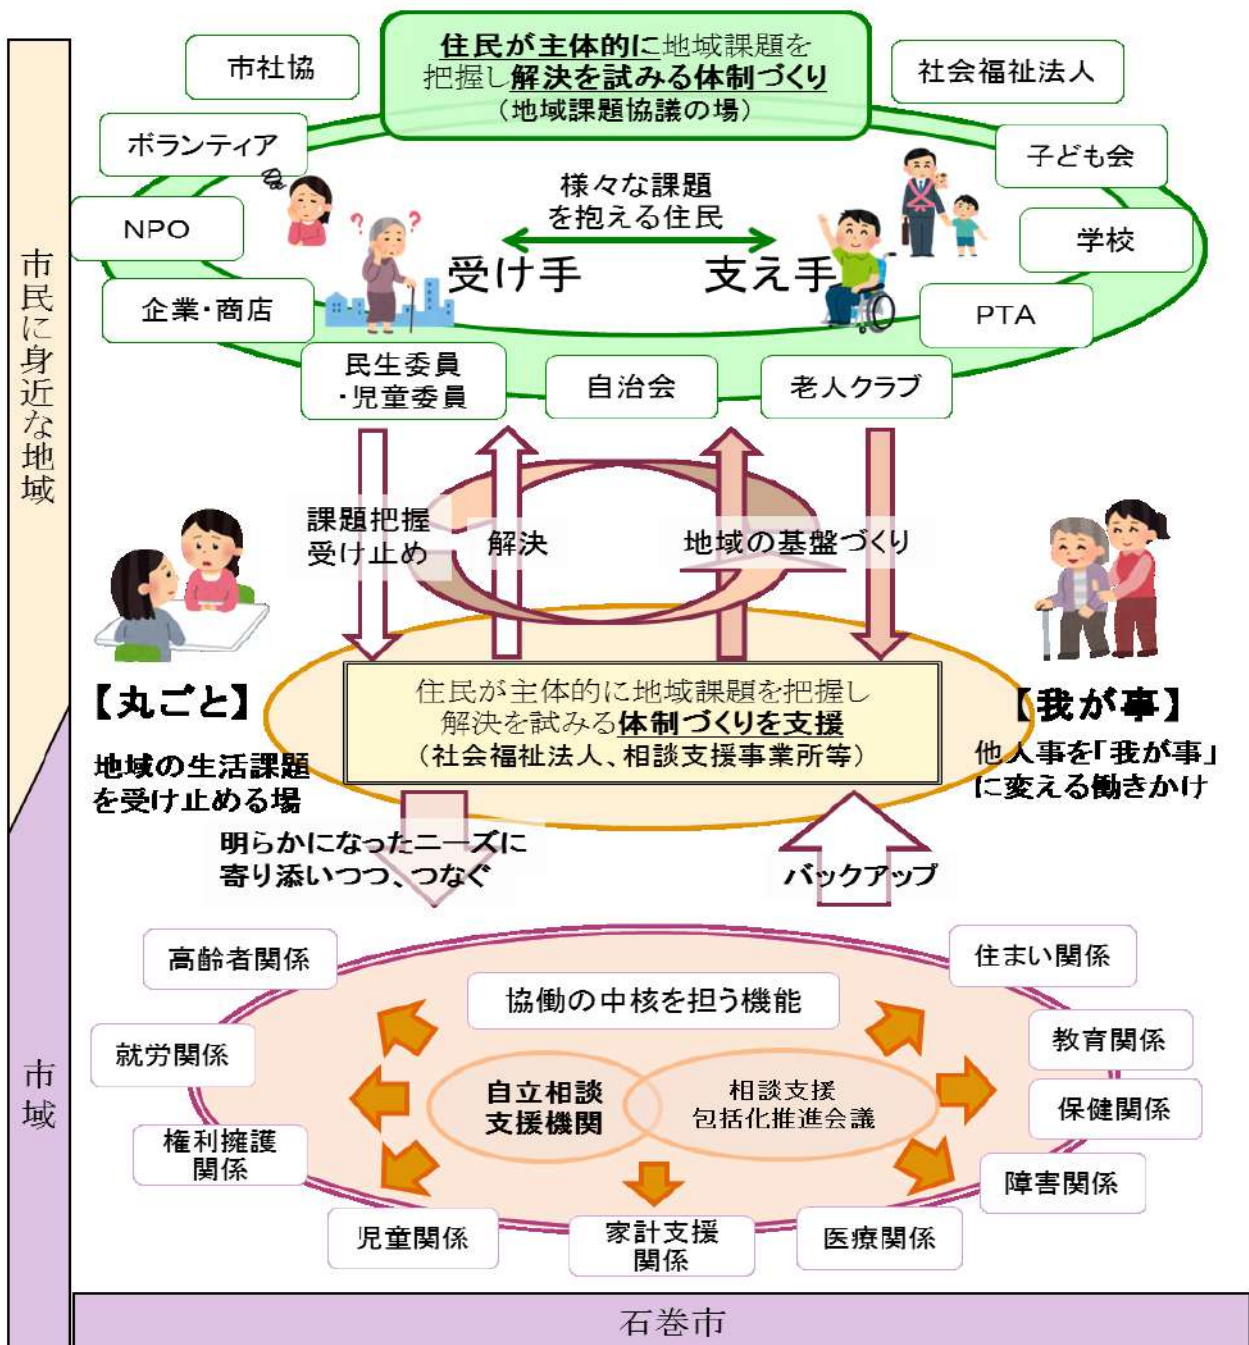 住民が主体的に地域課題を
把握し解決を試みる体制づくり
(地域課題協議の場)
市社協
社会福祉法人
ボランティア
子ども会
NPO
学校
企業・商店
PTA
民生委員
・児童委員
自治会
老人クラブ
様々な課題
を抱える住民
受け手
支え手
?
?
市民に身近な地域
課題把握
受け止め
解決
地域の基盤づくり
【丸ごと】
地域の生活課題
を受け止める場
住民が主体的に地域課題を把握し
解決を試みる体制づくりを支援
(社会福祉法人、相談支援事業所等)
【我が事】
他人事を「我が事」
に変える働きかけ
明らかになったニーズに
寄り添いつつ、つなぐ
バックアップ
市域
高齢者関係
住まい関係
協働の中核を担う機能
就労関係
教育関係
自立相談
支援機関
相談支援
包括化推進会議
保健関係
権利擁護
関係
障害関係
児童関係
家計支援
関係
医療関係
石巻市